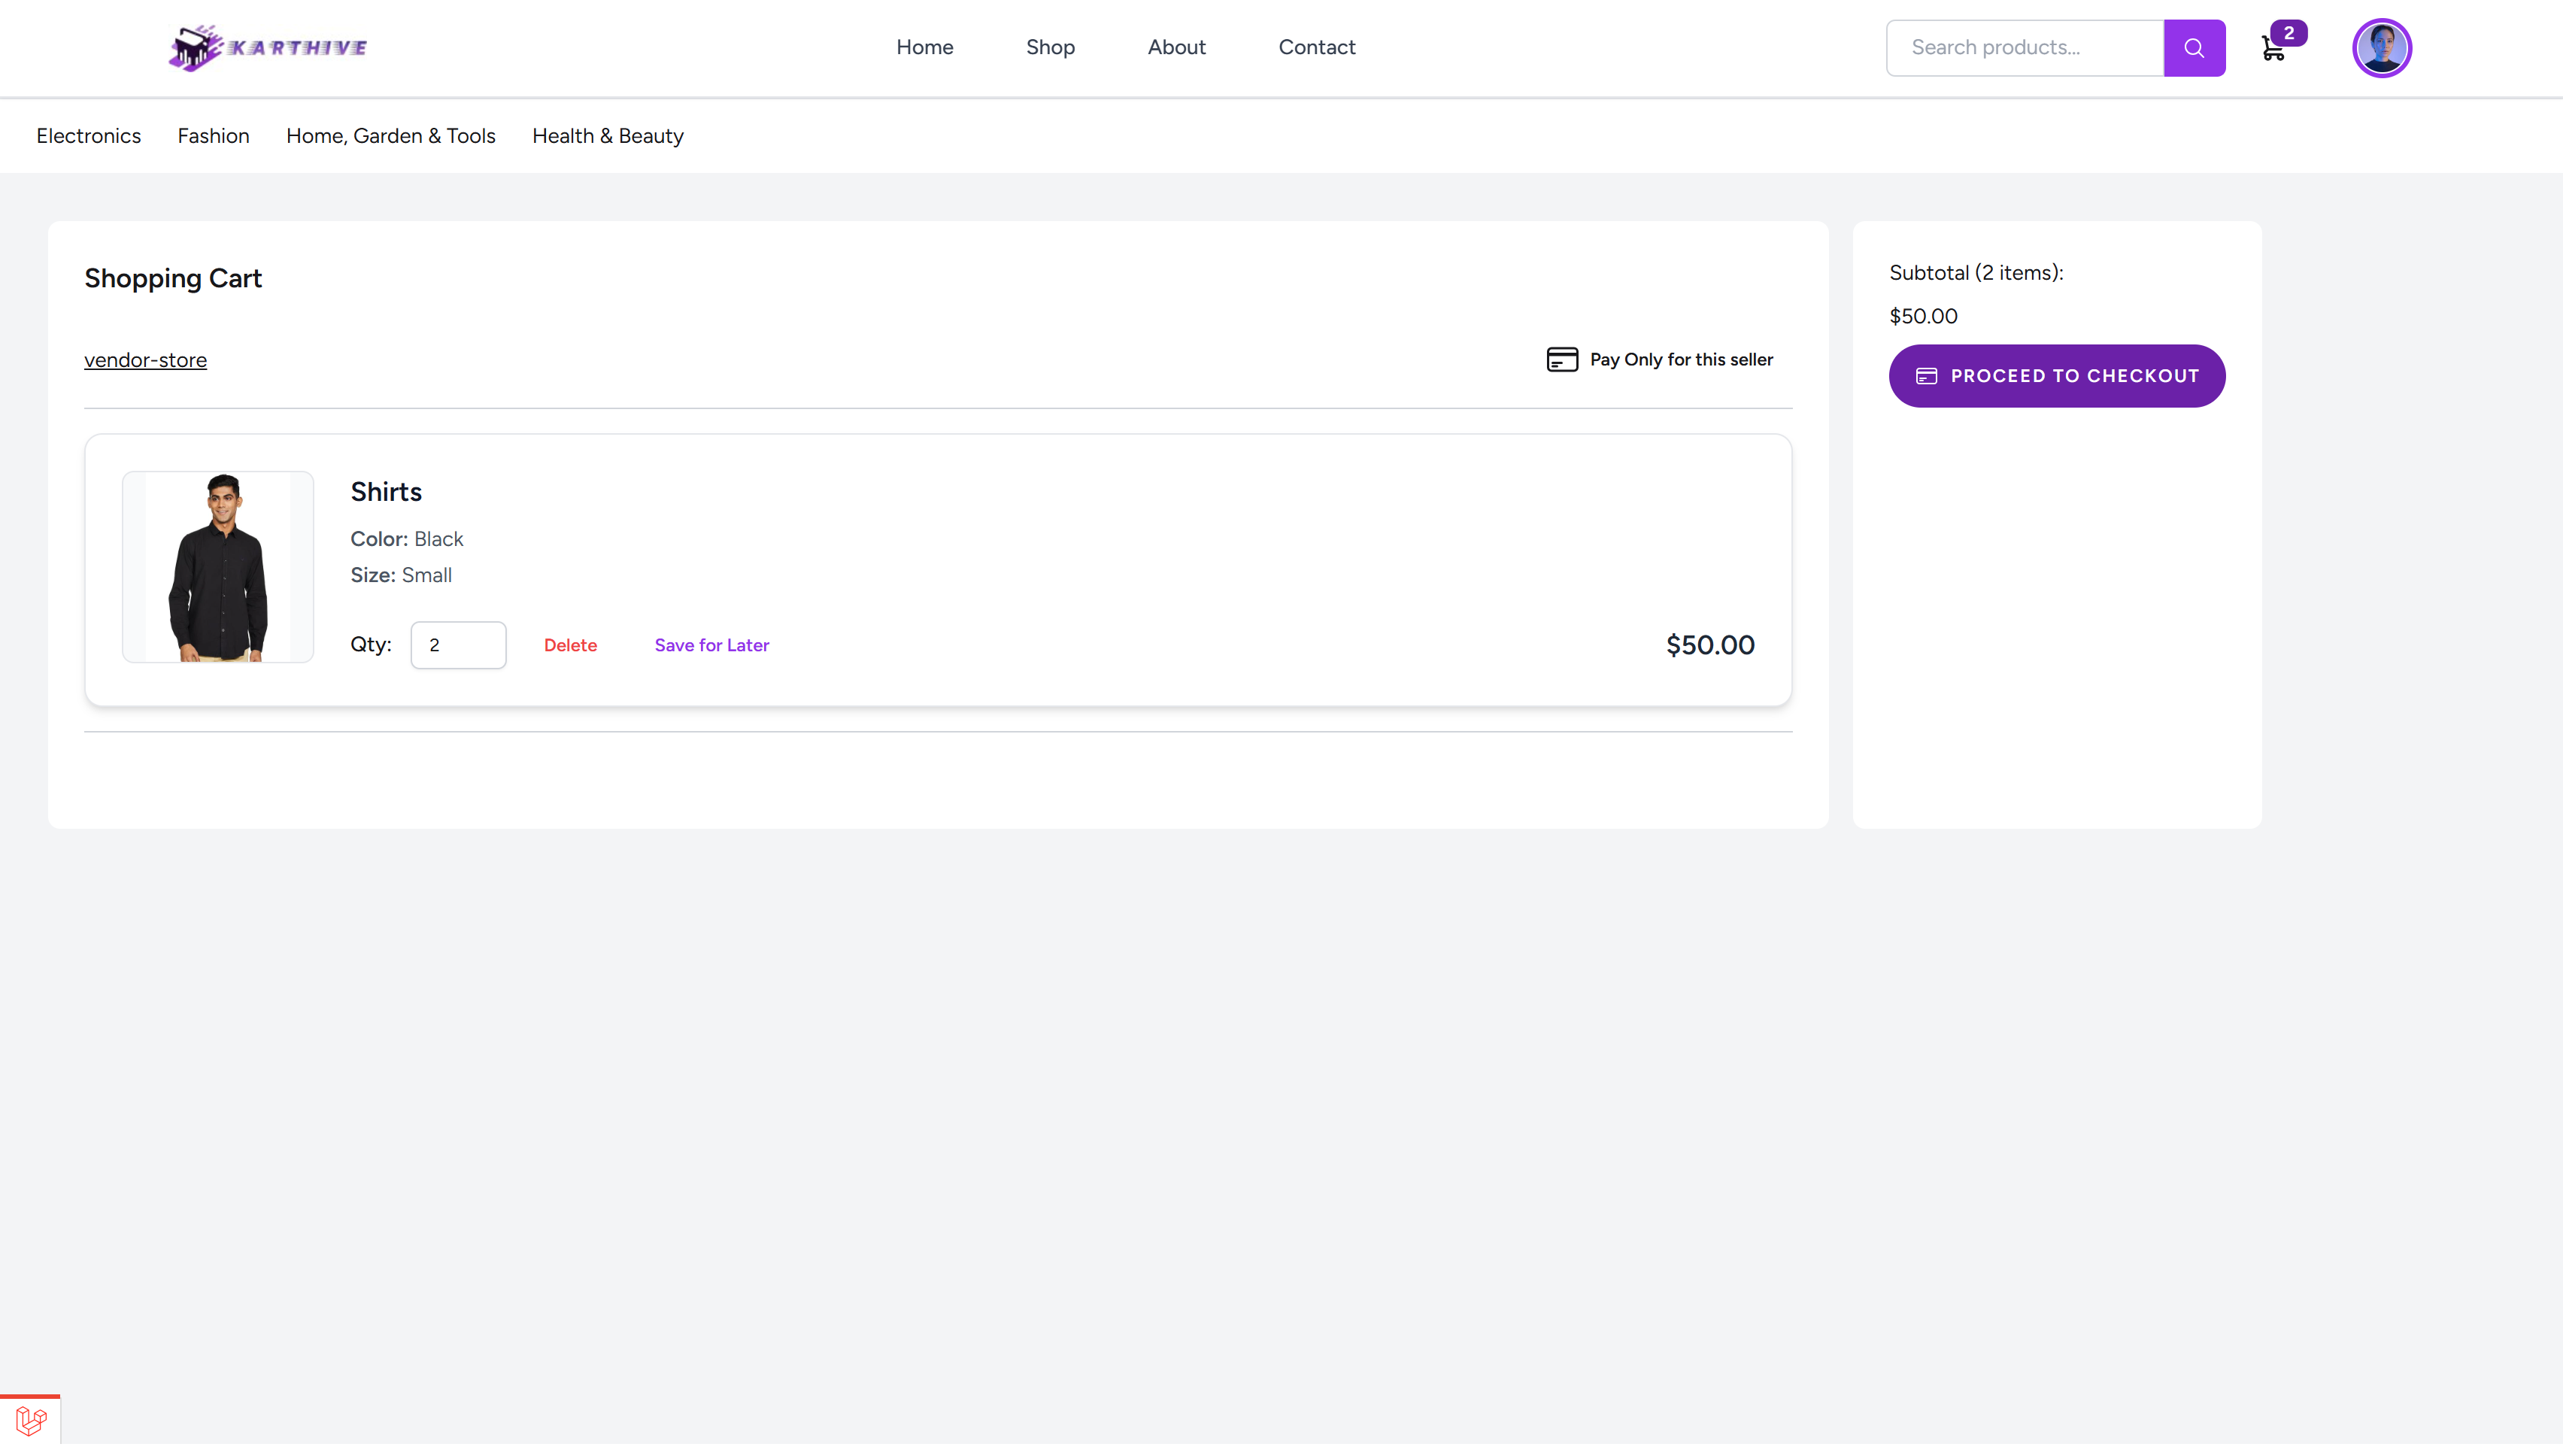 KARTHIVE
Home
Shop
About
Contact
Search products...
2
Electronics
Fashion
Home, Garden & Tools
Health & Beauty
Shopping Cart
vendor-store
Pay Only for this seller
Shirts
Color: Black
Size: Small
Qty:
2
Delete
Save for Later
$50.00
Subtotal (2 items):
$50.00
PROCEED TO CHECKOUT